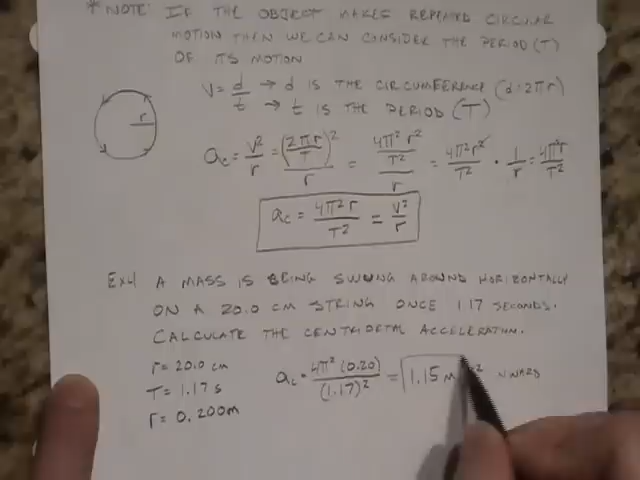 *NOTE: IF THE OBJECT MAKES REPEATED CIRCULAR
MOTION THEN WE CAN CONSIDER THE PERIOD (T)
OF ITS MOTION
r
V = d/t → d IS THE CIRCUMFERENCE (d = 2πr)
→ t IS THE PERIOD (T)
ac = V²/r = (2πr/T)²/r = 4π²r²/T²/r = 4π²r²/T² · 1/r = 4π²r/T²
ac = 4π²r/T² = V²/r
A MASS IS BEING SWUNG AROUND HORIZONTALLY
ON A 20.0 CM STRING ONCE 1.17 SECONDS.
CALCULATE THE ACCELERATION.
r = 20.0 cm
T = 1.17 s
r = 0.200m
ac = 4π²(0.20)/(1.17)² = 1.15 m